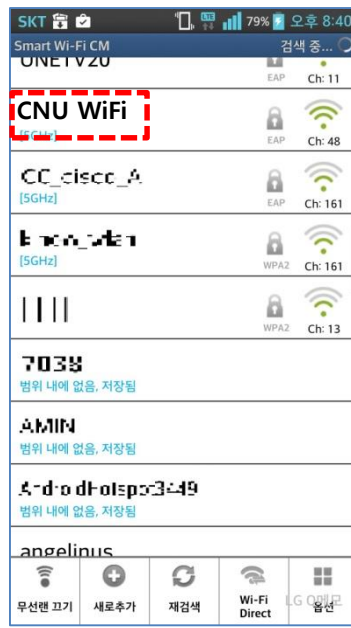 SKT 79% 오후 8:40
Smart Wi-Fi CM 검색 중...
EAP Ch: 11
CNU WiFi
[5GHz] EAP Ch: 48
[5GHz] EAP Ch: 161
[5GHz] WPA2 Ch: 161
WPA2 Ch: 13
7038
범위 내에 없음, 저장됨
AMIN
범위 내에 없음, 저장됨
범위 내에 없음, 저장됨
angelinus
무선랜 끄기 새로추가 재검색 Wi-Fi Direct 옵션